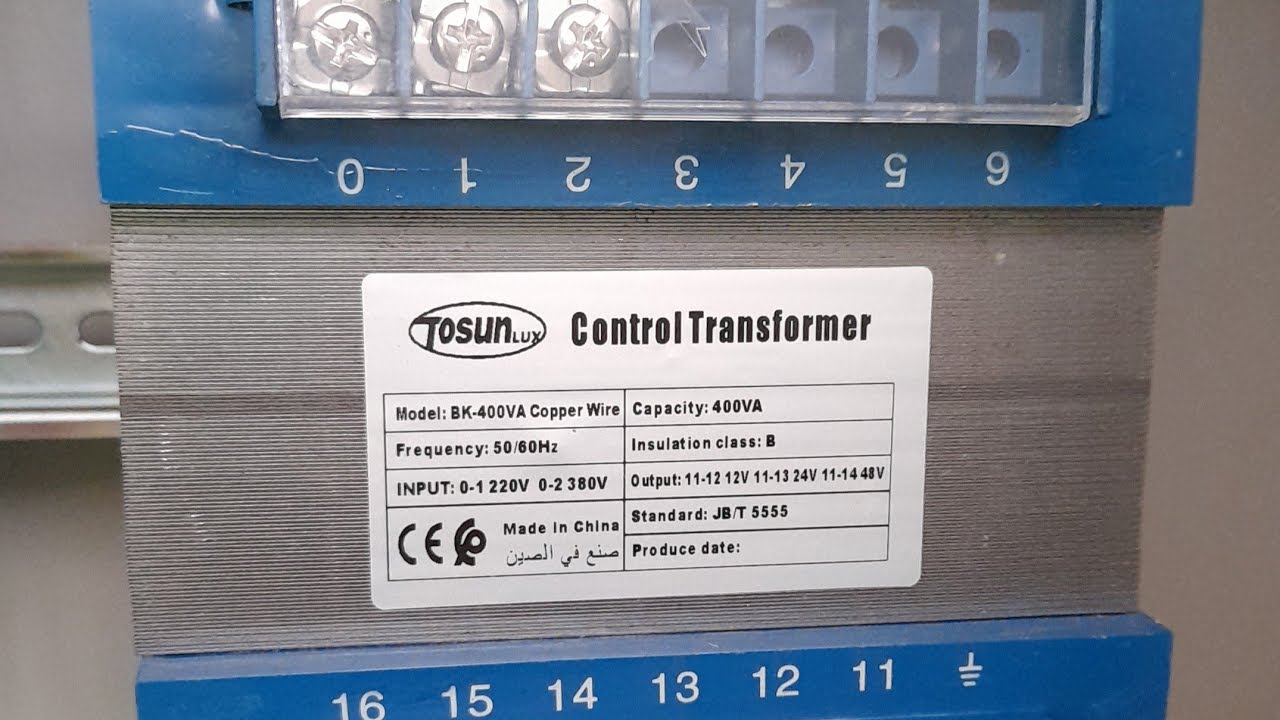 0 1 2 3 4 5 6
TOSUNLUX Control Transformer
Model: BK-400VA Copper Wire
Capacity: 400VA
Frequency: 50/60Hz
Insulation class: B
INPUT: 0-1 220V 0-2 380V
Output: 11-12 12V 11-13 24V 11-14 48V
Standard: JB/T 5555
CE Made in China
صنع في الصين
Produce date:
16 15 14 13 12 11